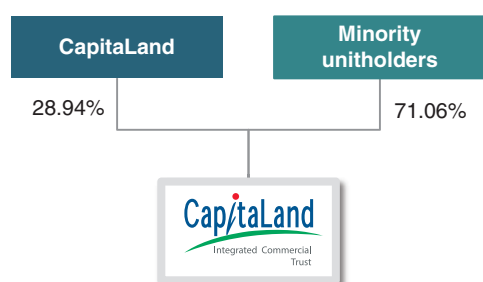 CapitaLand
Minority
unitholders
28.94%
71.06%
CapitaLand
Integrated Commercial
Trust